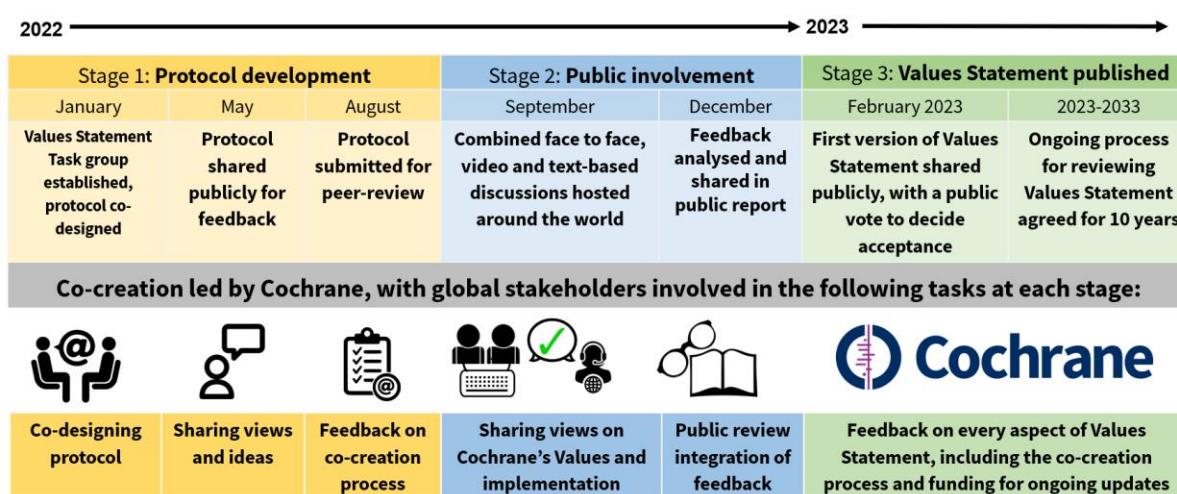 2022
2023
Stage 1: Protocol development
Stage 2: Public involvement
Stage 3: Values Statement published
January
May
August
September
December
February 2023
2023-2033
Values Statement
Task group
established,
protocol co-
designed
Protocol
shared
publicly for
feedback
Protocol
submitted for
peer-review
Combined face to face,
video and text-based
discussions hosted
around the world
Feedback
analysed and
shared in
public report
First version of Values
Statement shared
publicly, with a public
vote to decide
acceptance
Ongoing process
for reviewing
Values Statement
agreed for 10 years
Co-creation led by Cochrane, with global stakeholders involved in the following tasks at each stage:
@
@
Cochrane
Co-designing
protocol
Sharing views
and ideas
Feedback on
co-creation
process
Sharing views on
Cochrane's Values and
implementation
Public review
integration of
feedback
Feedback on every aspect of Values
Statement, including the co-creation
process and funding for ongoing updates